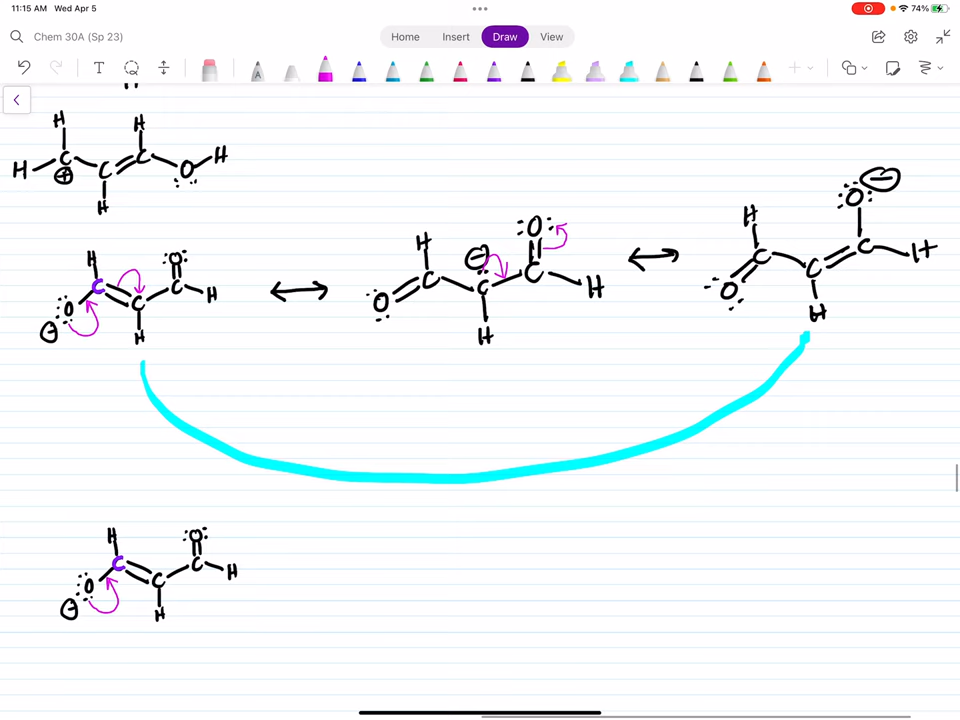 11:15 AM Wed Apr 5
74%
Chem 30A (Sp 23)
Home Insert Draw View
T
A
H
H H
H C C C O H
⊕
H
H O
C C C H
O
⊖
H
H O
⊖
C C C H
O
H
O ⊖
H
C C C H
O
H
H O
C C C H
O
⊖
H